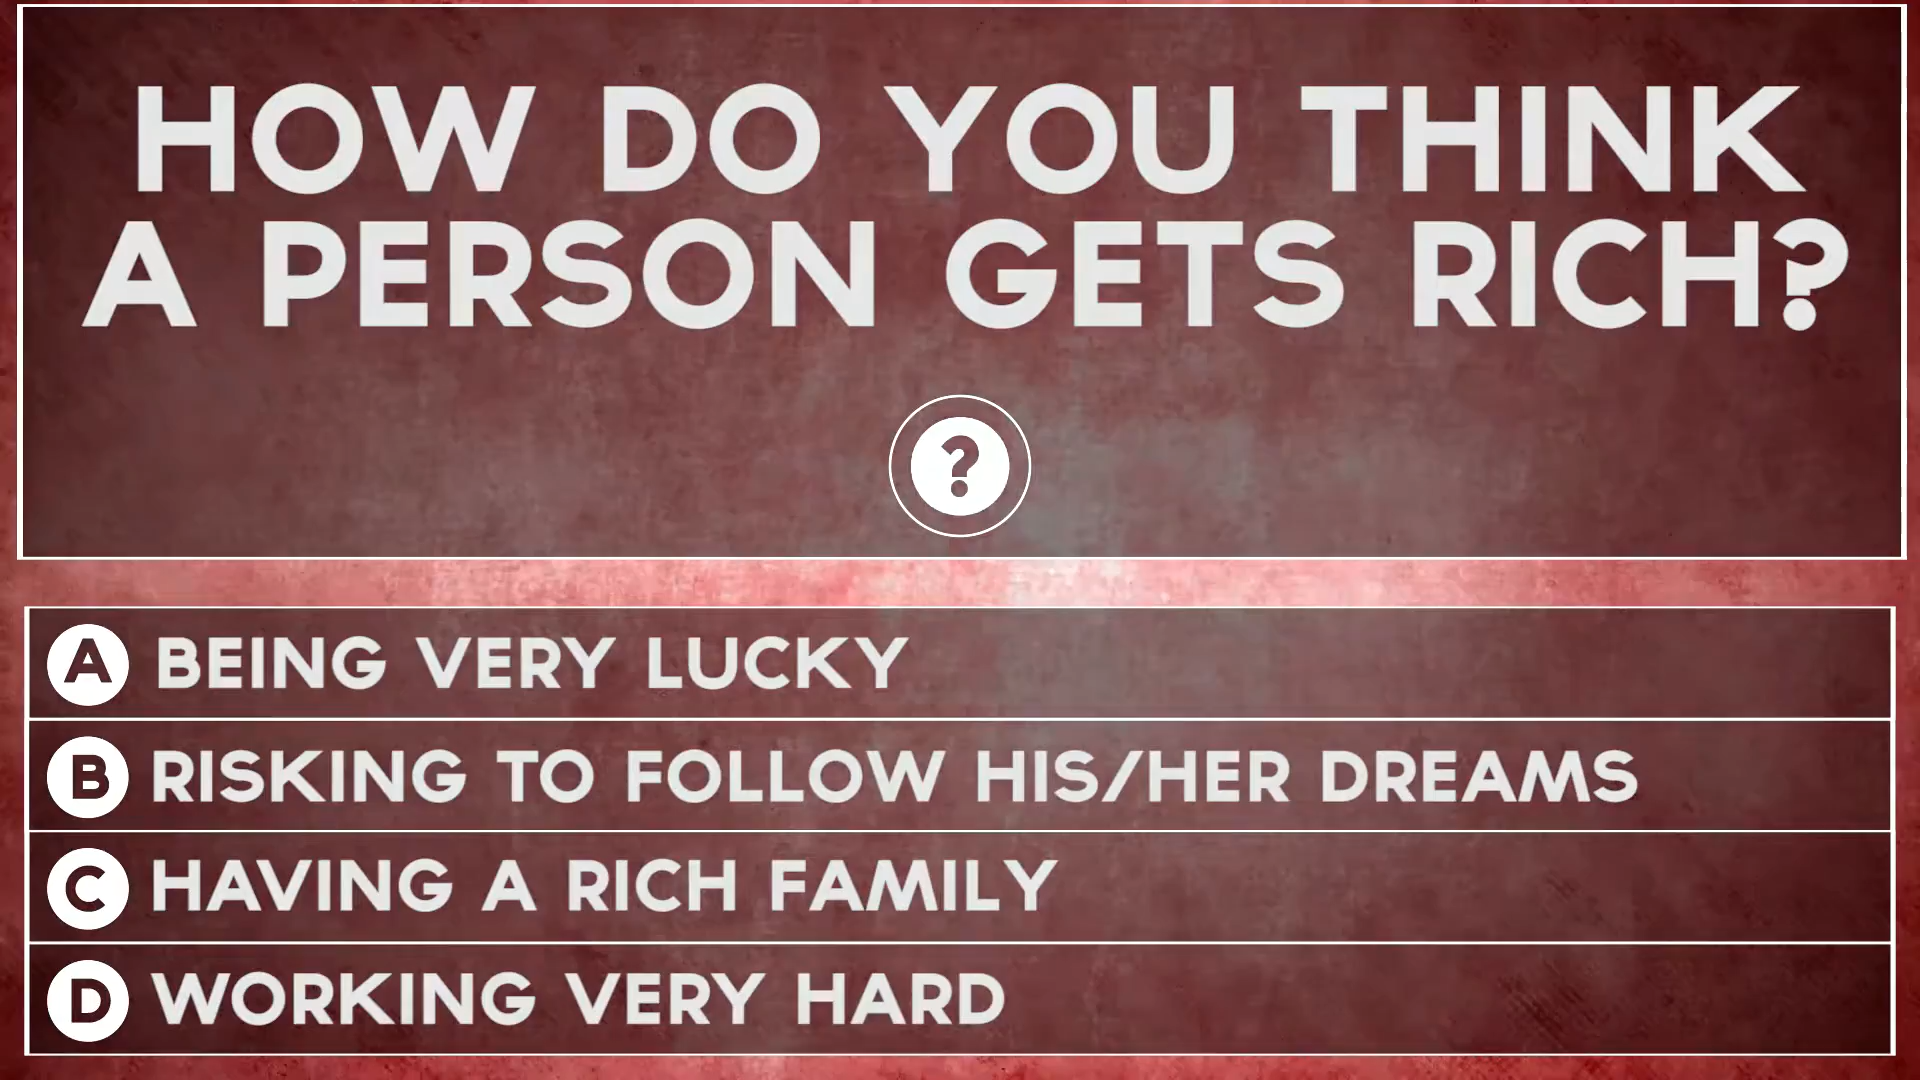 HOW DO YOU THINK
A PERSON GETS RICH?
?
A BEING VERY LUCKY
B RISKING TO FOLLOW HIS/HER DREAMS
C HAVING A RICH FAMILY
D WORKING VERY HARD